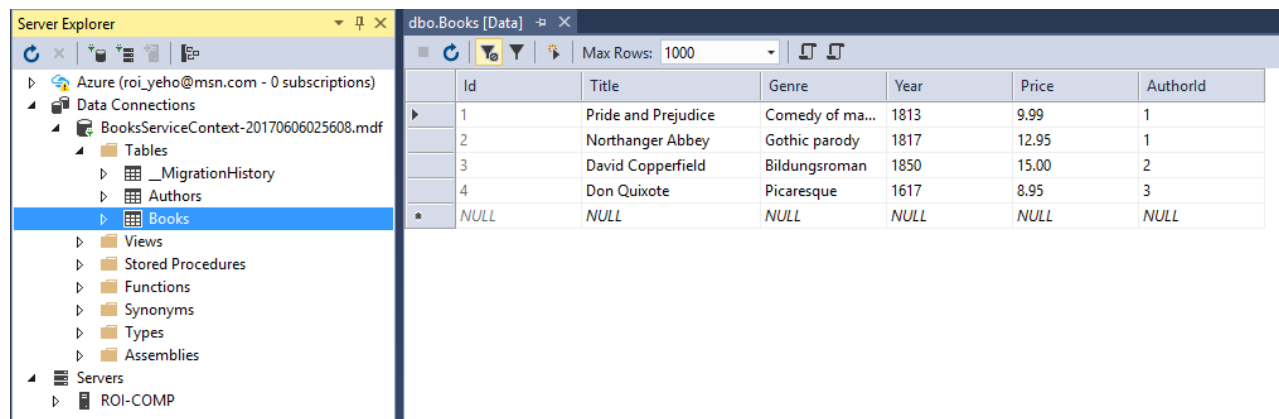 Server Explorer
Azure (roi_yeho@msn.com - 0 subscriptions)
Data Connections
BooksServiceContext-20170606025608.mdf
Tables
__MigrationHistory
Authors
Books
Views
Stored Procedures
Functions
Synonyms
Types
Assemblies
Servers
ROI-COMP
dbo.Books [Data]
Max Rows: 1000
Id Title Genre Year Price AuthorId
1 Pride and Prejudice Comedy of ma... 1813 9.99 1
2 Northanger Abbey Gothic parody 1817 12.95 1
3 David Copperfield Bildungsroman 1850 15.00 2
4 Don Quixote Picaresque 1617 8.95 3
NULL NULL NULL NULL NULL NULL